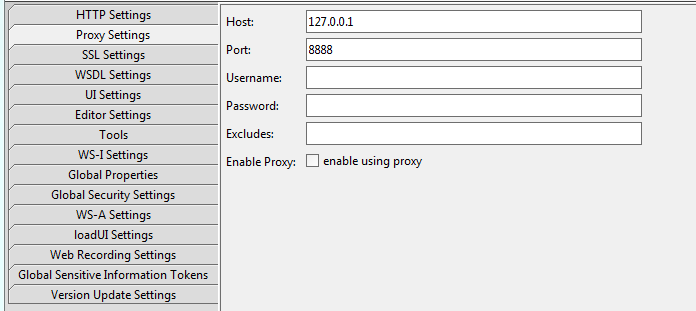 HTTP Settings
Proxy Settings
SSL Settings
WSDL Settings
UI Settings
Editor Settings
Tools
WS-I Settings
Global Properties
Global Security Settings
WS-A Settings
loadUI Settings
Web Recording Settings
Global Sensitive Information Tokens
Version Update Settings
Host: 127.0.0.1
Port: 8888
Username:
Password:
Excludes:
Enable Proxy: enable using proxy